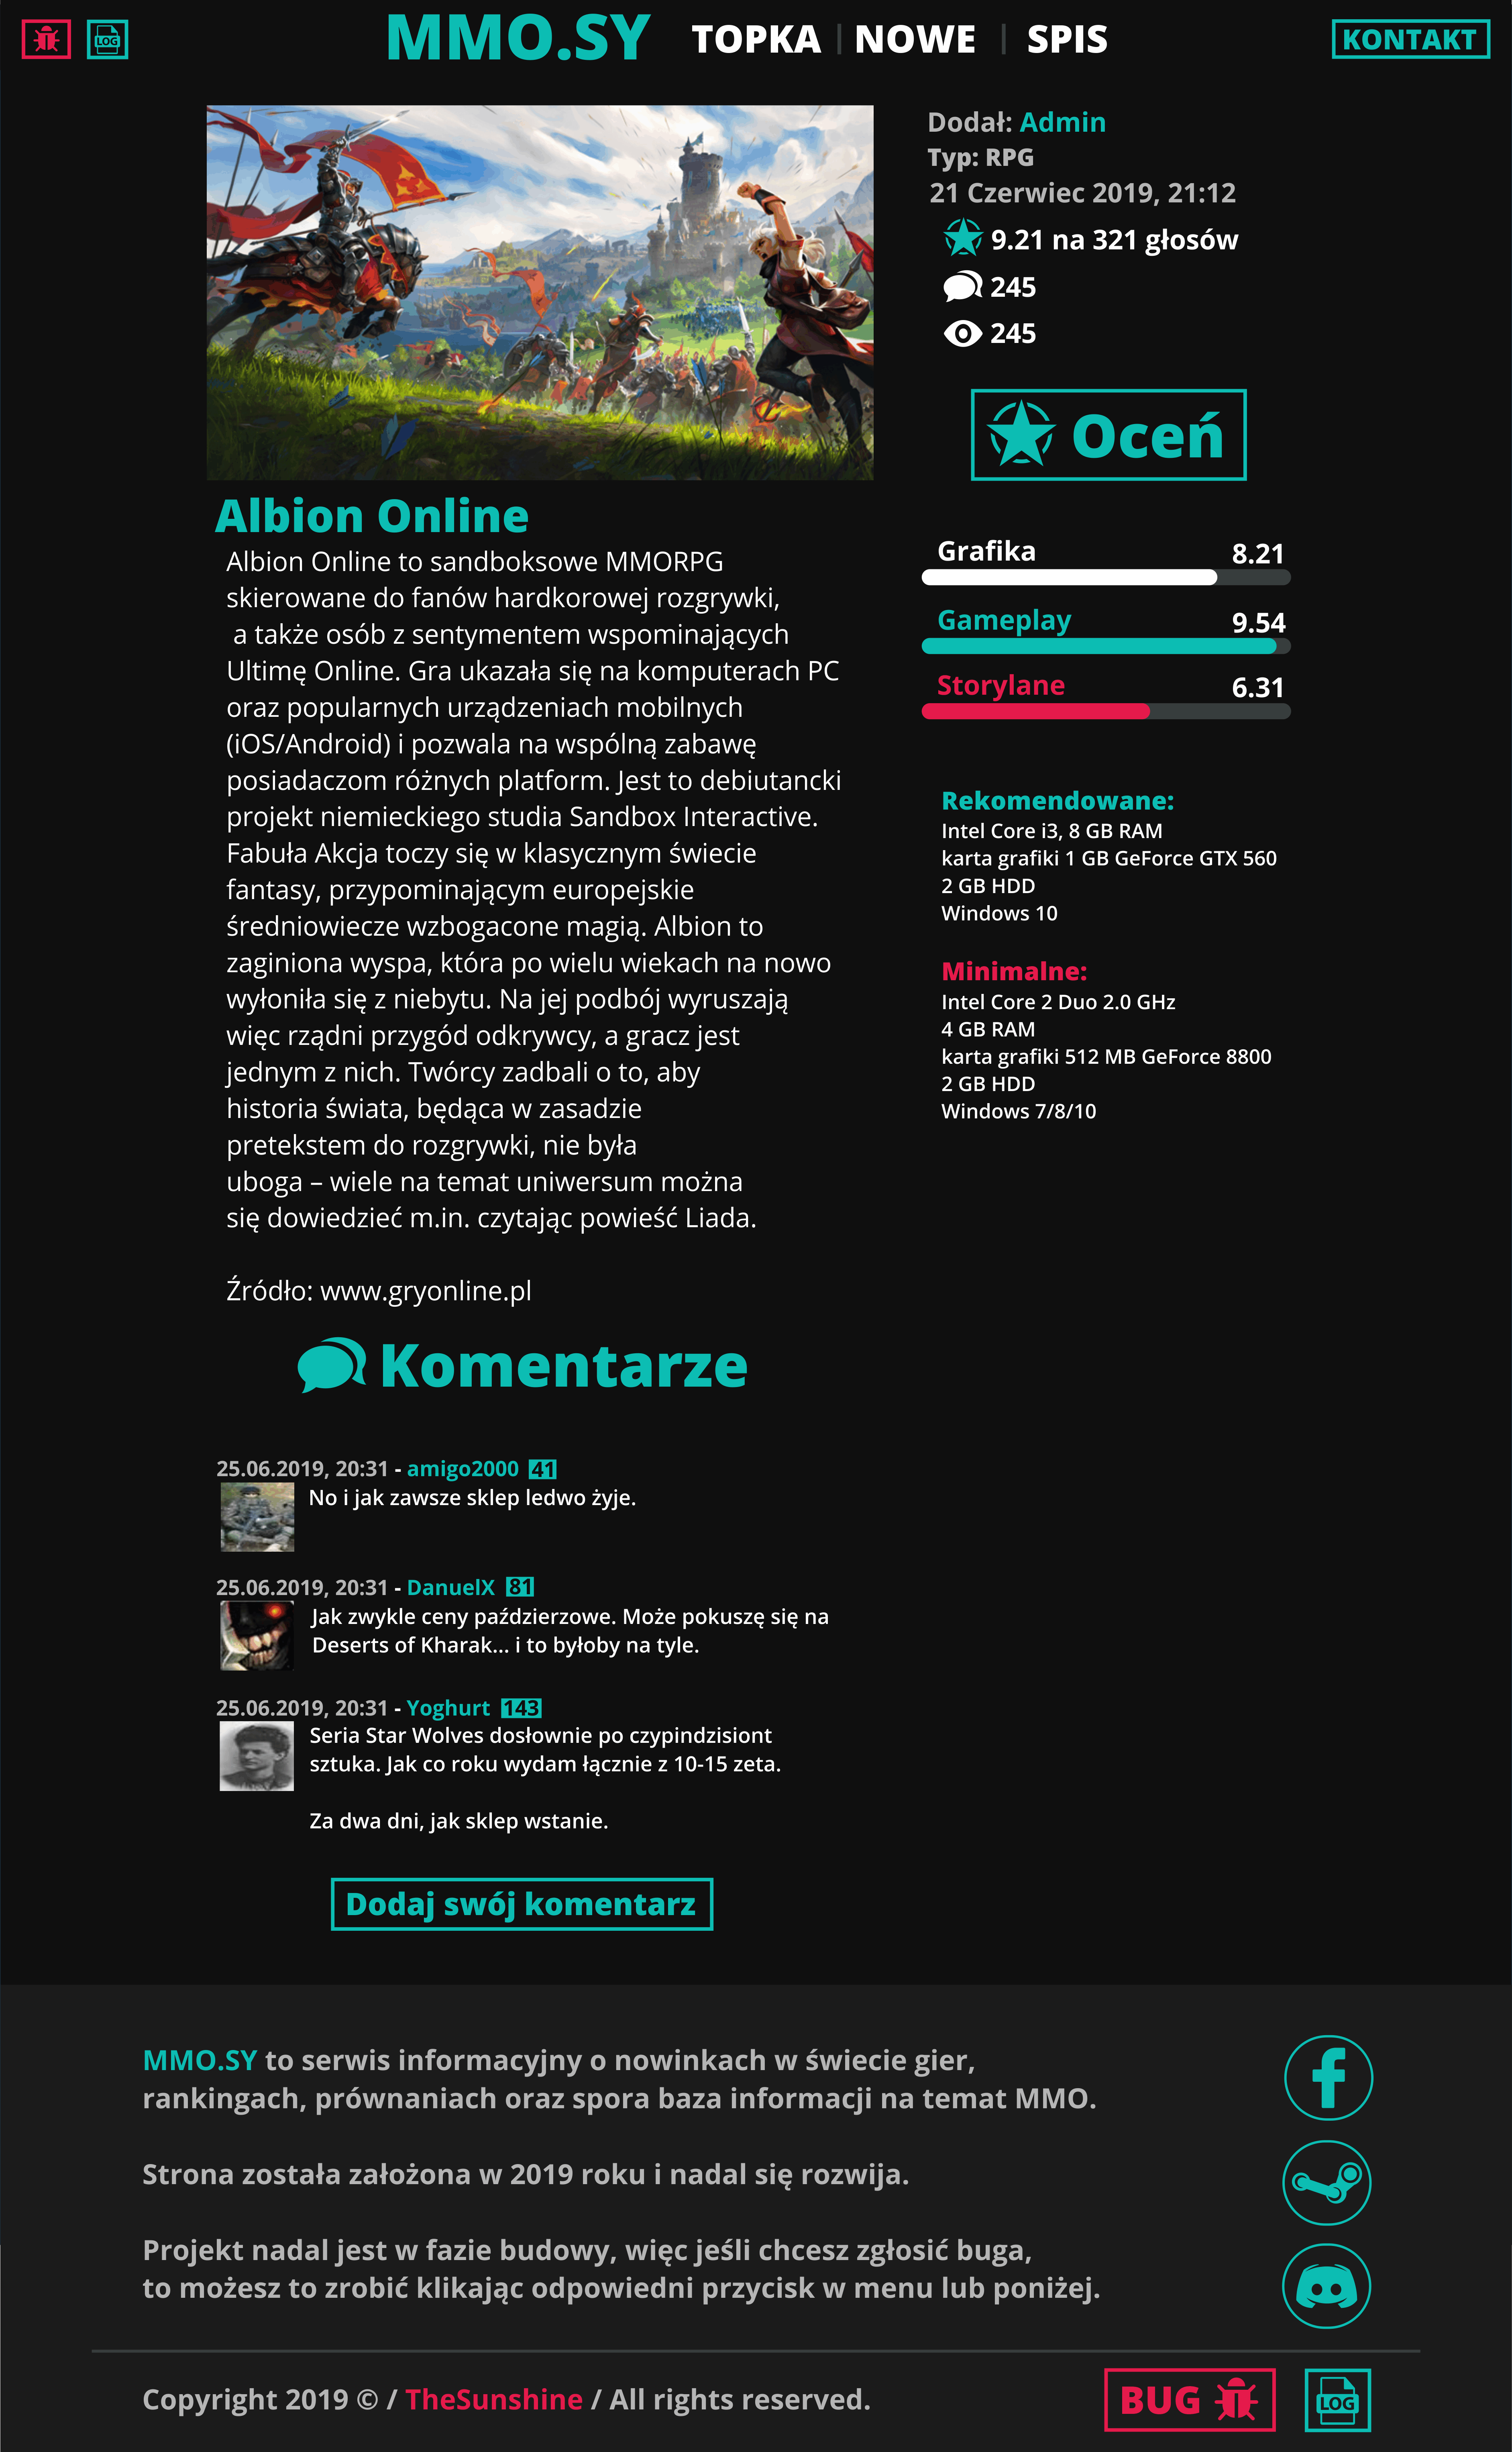 LOG
MMO.SY
TOPKA | NOWE | SPIS
KONTAKT
Dodał: Admin
Typ: RPG
21 Czerwiec 2019, 21:12
9.21 na 321 głosów
245
245
Oceń
Albion Online
Albion Online to sandboksowe MMORPG
skierowane do fanów hardkorowej rozgrywki,
a także osób z sentymentem wspominających
Ultimę Online. Gra ukazała się na komputerach PC
oraz popularnych urządzeniach mobilnych
(iOS/Android) i pozwala na wspólną zabawę
posiadaczom różnych platform. Jest to debiutancki
projekt niemieckiego studia Sandbox Interactive.
Fabuła Akcja toczy się w klasycznym świecie
fantasy, przypominającym europejskie
średniowiecze wzbogacone magią. Albion to
zaginiona wyspa, która po wielu wiekach na nowo
wyłoniła się z niebytu. Na jej podbój wyruszają
więc rządni przygód odkrywcy, a gracz jest
jednym z nich. Twórcy zadbali o to, aby
historia świata, będąca w zasadzie
pretekstem do rozgrywki, nie była
uboga – wiele na temat uniwersum można
się dowiedzieć m.in. czytając powieść Liada.
Źródło: www.gryonline.pl
Grafika 8.21
Gameplay 9.54
Storylane 6.31
Rekomendowane:
Intel Core i3, 8 GB RAM
karta grafiki 1 GB GeForce GTX 560
2 GB HDD
Windows 10
Minimalne:
Intel Core 2 Duo 2.0 GHz
4 GB RAM
karta grafiki 512 MB GeForce 8800
2 GB HDD
Windows 7/8/10
Komentarze
25.06.2019, 20:31 - amigo2000 41
No i jak zawsze sklep ledwo żyje.
25.06.2019, 20:31 - DanuelX 81
Jak zwykle ceny paździerzowe. Może pokuszę się na
Deserts of Kharak... i to byłoby na tyle.
25.06.2019, 20:31 - Yoghurt 143
Seria Star Wolves dosłownie po czypindzisiont
sztuka. Jak co roku wydam łącznie z 10-15 zeta.
Za dwa dni, jak sklep wstanie.
Dodaj swój komentarz
MMO.SY to serwis informacyjny o nowinkach w świecie gier,
rankingach, prównaniach oraz spora baza informacji na temat MMO.
Strona została założona w 2019 roku i nadal się rozwija.
Projekt nadal jest w fazie budowy, więc jeśli chcesz zgłosić buga,
to możesz to zrobić klikając odpowiedni przycisk w menu lub poniżej.
Copyright 2019 © / TheSunshine / All rights reserved.
BUG
LOG